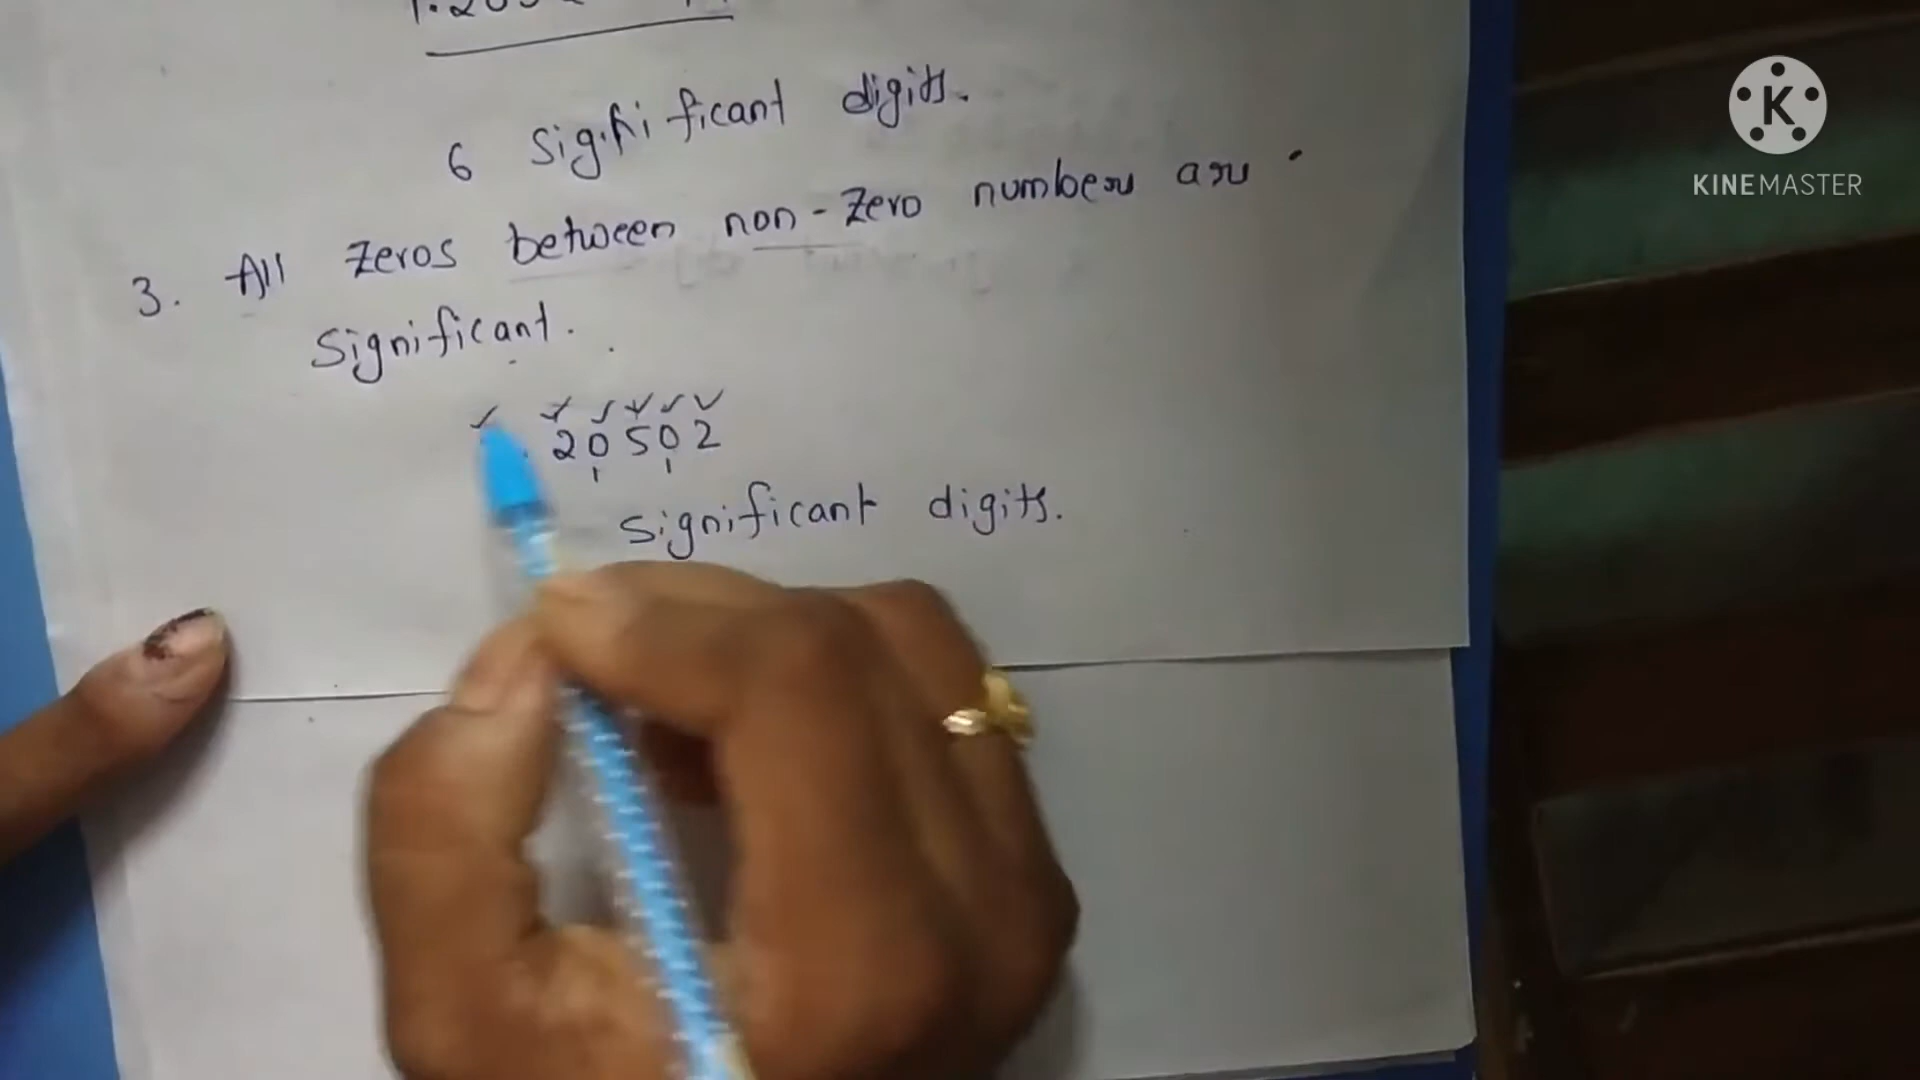 6 significant digits.
3. All zeros between non-zero numbers are
significant.
20502
significant digits.
KINEMASTER